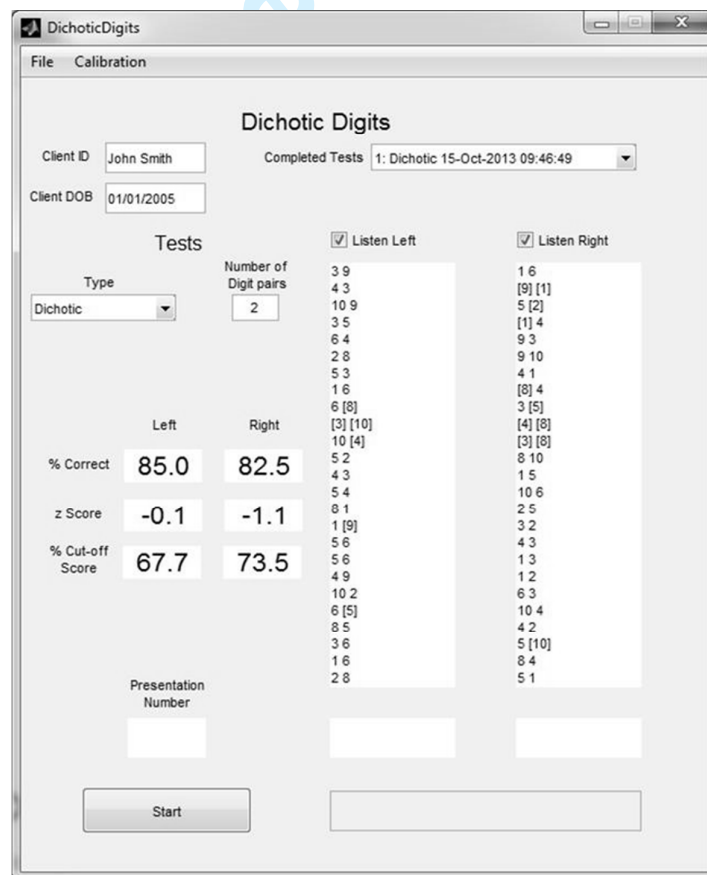 DichoticDigits
File Calibration
Dichotic Digits
Client ID John Smith
Completed Tests 1: Dichotic 15-Oct-2013 09:46:49
Client DOB 01/01/2005
Tests
Type
Dichotic
Number of
Digit pairs
2
Left Right
% Correct 85.0 82.5
z Score -0.1 -1.1
% Cut-off
Score
67.7 73.5
Presentation
Number
Start
Listen Left
3 9
4 3
10 9
3 5
6 4
2 8
5 3
1 6
6 [8]
[3] [10]
10 [4]
5 2
4 3
5 4
8 1
1 [9]
5 6
5 6
4 9
10 2
6 [5]
8 5
3 6
1 6
2 8
Listen Right
1 6
[9] [1]
5 [2]
[1] 4
9 3
9 10
4 1
[8] 4
3 [5]
[4] [8]
[3] [8]
8 10
1 5
10 6
2 5
3 2
4 3
1 3
1 2
6 3
10 4
4 2
5 [10]
8 4
5 1